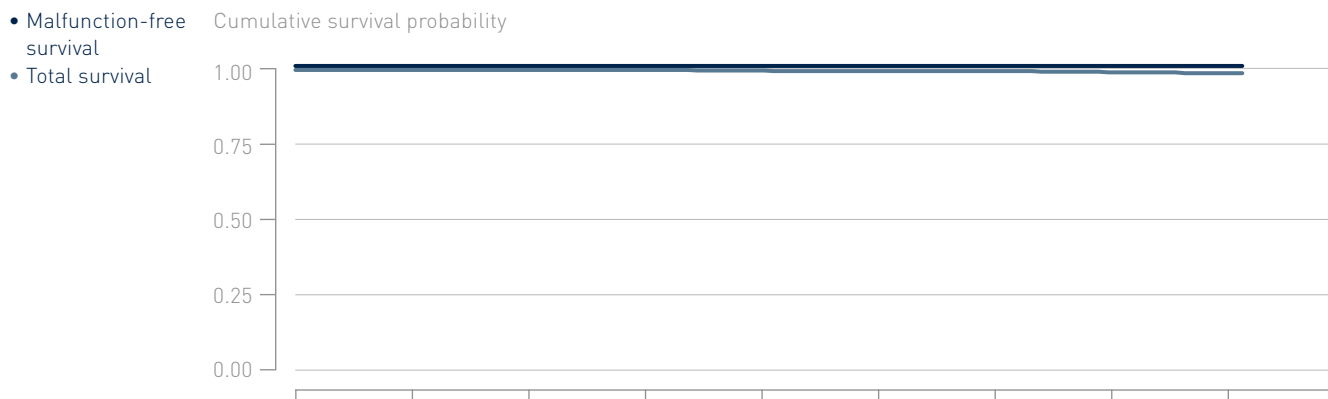 Malfunction-free
survival
Total survival
Cumulative survival probability
1.00
0.75
0.50
0.25
0.00